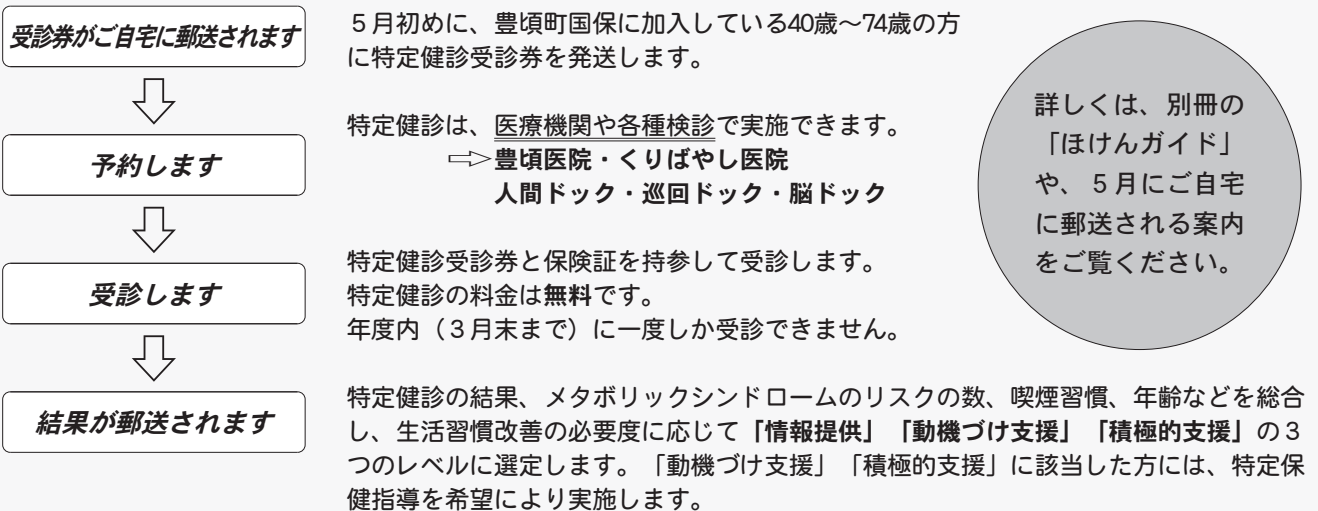 受診券がご自宅に郵送されます
５月初めに、豊頃町国保に加入している40歳～74歳の方
に特定健診受診券を発送します。
予約します
特定健診は、医療機関や各種検診で実施できます。
⇨豊頃医院・くりばやし医院
人間ドック・巡回ドック・脳ドック
受診します
特定健診受診券と保険証を持参して受診します。
特定健診の料金は無料です。
年度内（３月末まで）に一度しか受診できません。
結果が郵送されます
特定健診の結果、メタボリックシンドロームのリスクの数、喫煙習慣、年齢などを総合
し、生活習慣改善の必要度に応じて「情報提供」「動機づけ支援」「積極的支援」の３
つのレベルに選定します。「動機づけ支援」「積極的支援」に該当した方には、特定保
健指導を希望により実施します。
詳しくは、別冊の
「ほけんガイド」
や、５月にご自宅
に郵送される案内
をご覧ください。